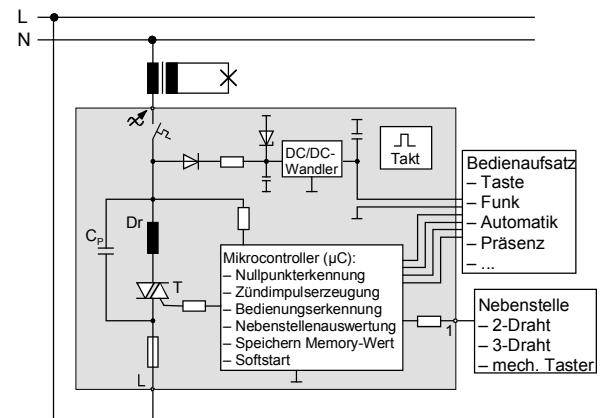 L
N
DC/DC-
Wandler
Takt
Bedienaufsatz
– Taste
– Funk
– Automatik
– Präsenz
– ...
Dr
CP
T
Mikrocontroller (µC):
– Nullpunkterkennung
– Zündimpulserzeugung
– Bedienungserkennung
– Nebenstellenauswertung
– Speichern Memory-Wert
– Softstart
1
Nebenstelle
– 2-Draht
– 3-Draht
– mech. Taster
L